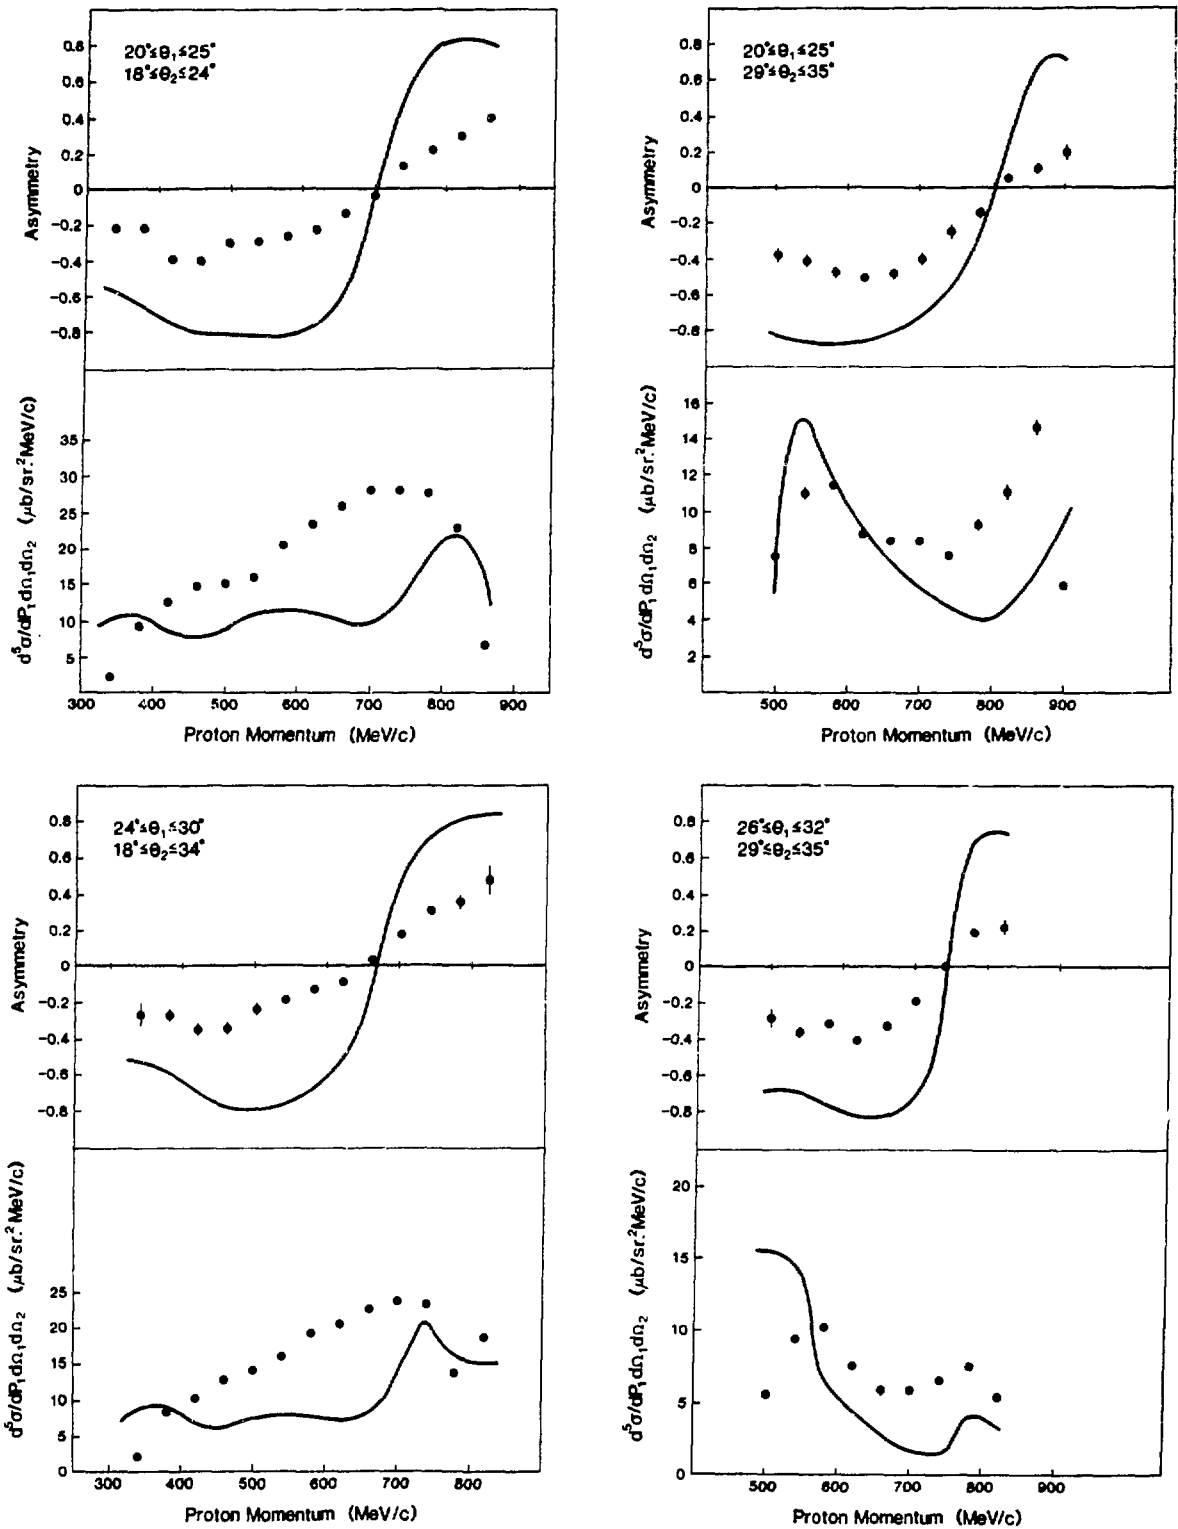 20°≤θ₁≤25°
18°≤θ₂≤24°
0.8
0.6
0.4
0.2
0
−0.2
−0.4
−0.6
−0.8
Asymmetry
35
30
25
20
15
10
5
d⁵σ/dP₁dΩ₁dΩ₂ (μb/sr.²MeV/c)
300 400 500 600 700 800 900
Proton Momentum (MeV/c)
20°≤θ₁≤25°
29°≤θ₂≤35°
0.8
0.6
0.4
0.2
0
−0.2
−0.4
−0.6
−0.8
Asymmetry
16
14
12
10
8
6
4
2
d⁵σ/dP₁dΩ₁dΩ₂ (μb/sr.²MeV/c)
500 600 700 800 900
Proton Momentum (MeV/c)
24°≤θ₁≤30°
18°≤θ₂≤34°
0.8
0.6
0.4
0.2
0
−0.2
−0.4
−0.6
−0.8
Asymmetry
25
20
15
10
5
0
d⁵σ/dP₁dΩ₁dΩ₂ (μb/sr.²MeV/c)
300 400 500 600 700 800
Proton Momentum (MeV/c)
26°≤θ₁≤32°
29°≤θ₂≤35°
0.8
0.6
0.4
0.2
0
−0.2
−0.4
−0.6
−0.8
Asymmetry
20
15
10
5
0
d⁵σ/dP₁dΩ₁dΩ₂ (μb/sr.²MeV/c)
500 600 700 800 900
Proton Momentum (MeV/c)